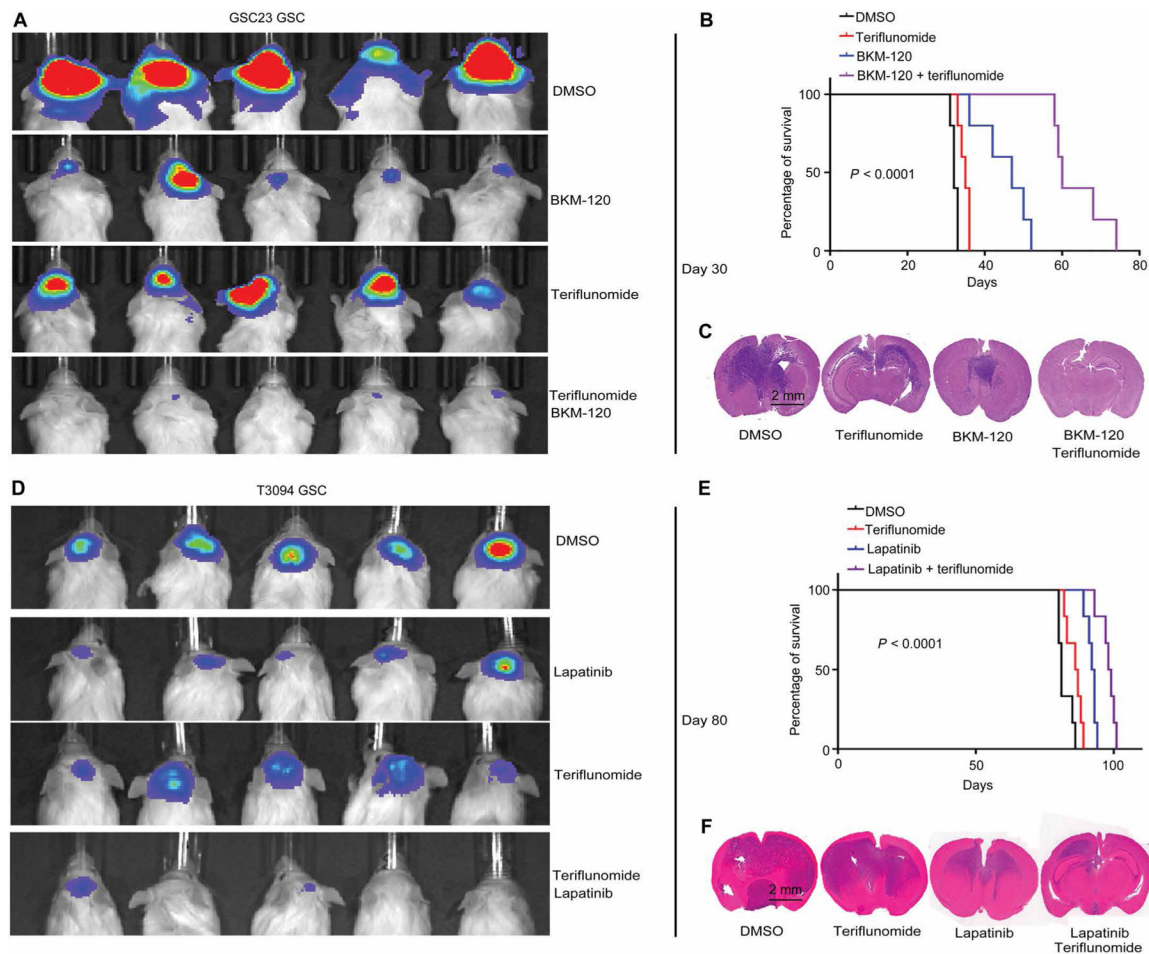 A
GSC23 GSC
DMSO
BKM-120
Teriflunomide
Teriflunomide
BKM-120
Day 30
B
DMSO
Teriflunomide
BKM-120
BKM-120 + teriflunomide
Percentage of survival
100
50
0
P < 0.0001
0
20
40
60
80
Days
C
2 mm
DMSO
Teriflunomide
BKM-120
BKM-120
Teriflunomide
D
T3094 GSC
DMSO
Lapatinib
Teriflunomide
Teriflunomide
Lapatinib
Day 80
E
DMSO
Teriflunomide
Lapatinib
Lapatinib + teriflunomide
Percentage of survival
100
50
0
P < 0.0001
0
50
100
Days
F
2 mm
DMSO
Teriflunomide
Lapatinib
Lapatinib
Teriflunomide